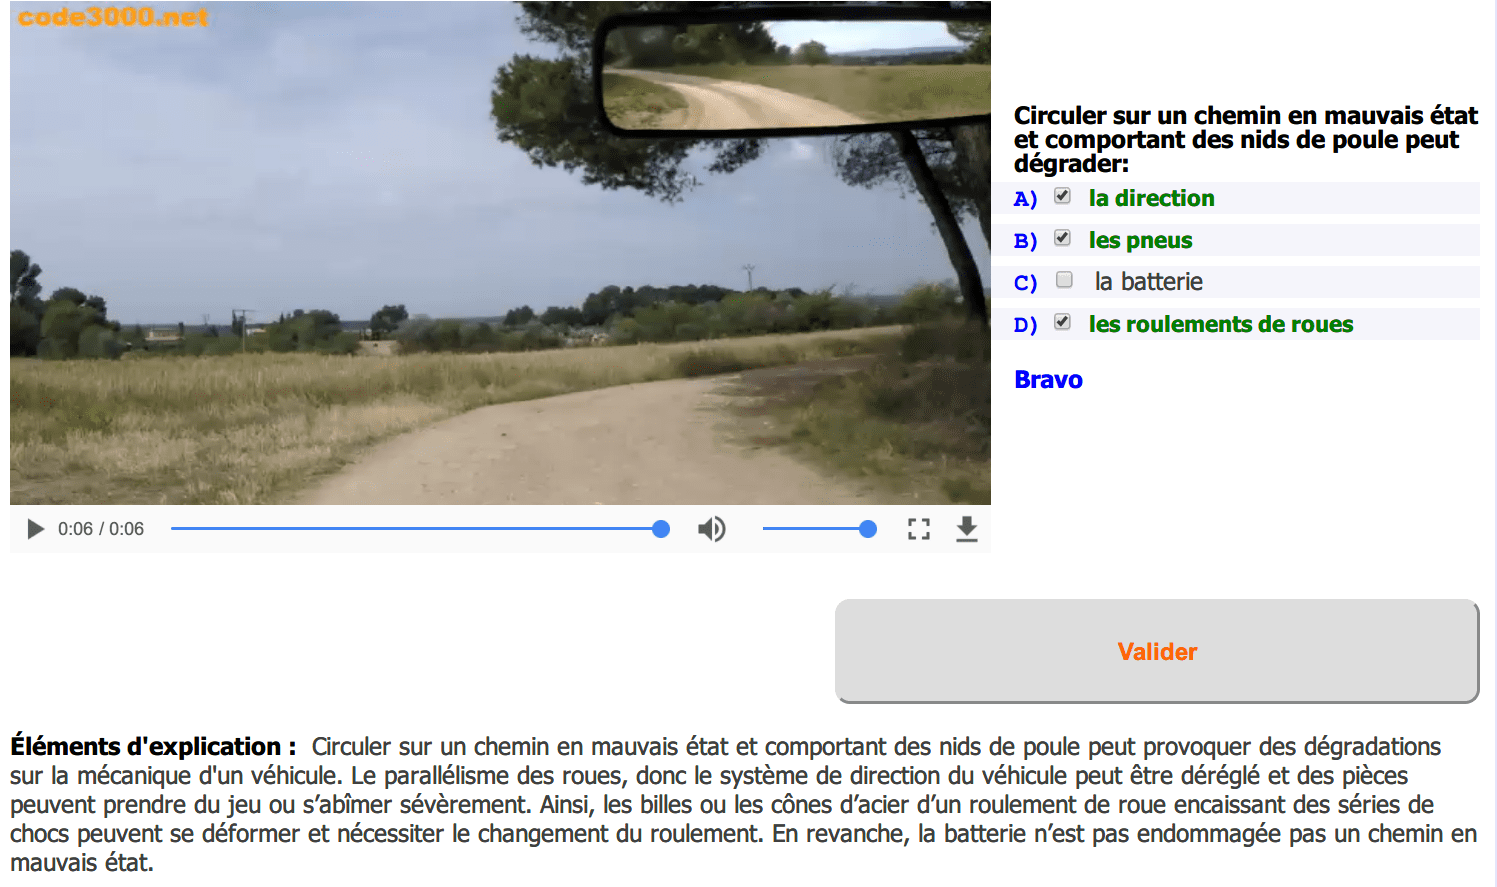 code3000.net
Circuler sur un chemin en mauvais état
et comportant des nids de poule peut
dégrader:
A) la direction
B) les pneus
C) la batterie
D) les roulements de roues
Bravo
0:06 / 0:06
Valider
Éléments d'explication : Circuler sur un chemin en mauvais état et comportant des nids de poule peut provoquer des dégradations
sur la mécanique d'un véhicule. Le parallélisme des roues, donc le système de direction du véhicule peut être déréglé et des pièces
peuvent prendre du jeu ou s’abîmer sévèrement. Ainsi, les billes ou les cônes d’acier d’un roulement de roue encaissant des séries de
chocs peuvent se déformer et nécessiter le changement du roulement. En revanche, la batterie n’est pas endommagée pas un chemin en
mauvais état.